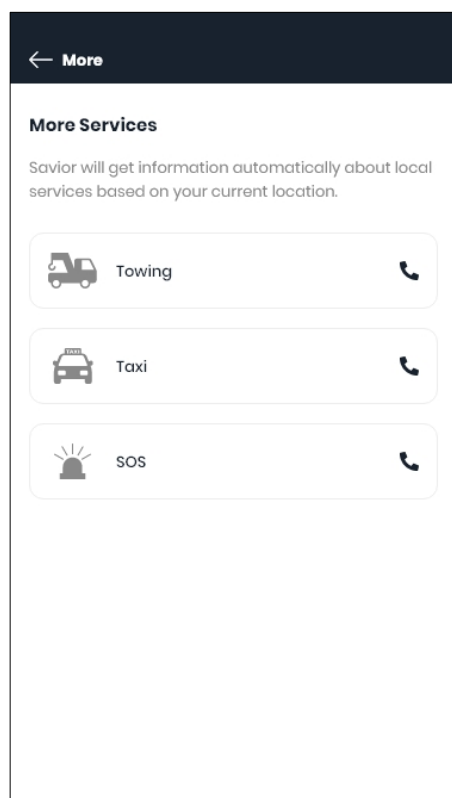 More
More Services
Savior will get information automatically about local
services based on your current location.
Towing
TAXI
Taxi
SOS